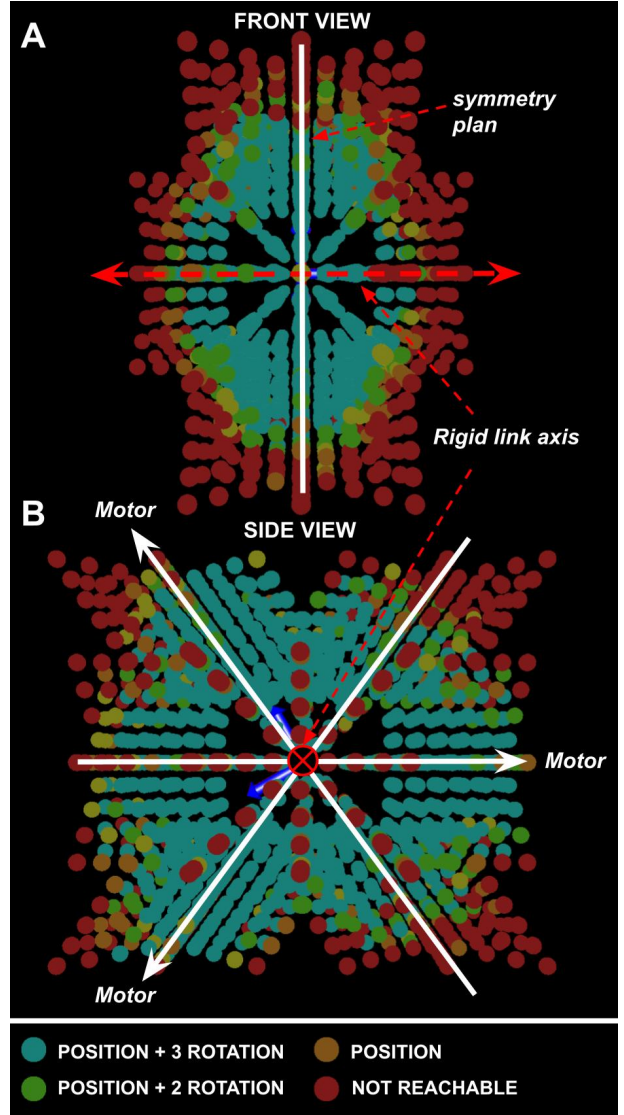 A
FRONT VIEW
symmetry
plan
Rigid link axis
B
Motor
SIDE VIEW
Motor
Motor
POSITION + 3 ROTATION
POSITION
POSITION + 2 ROTATION
NOT REACHABLE